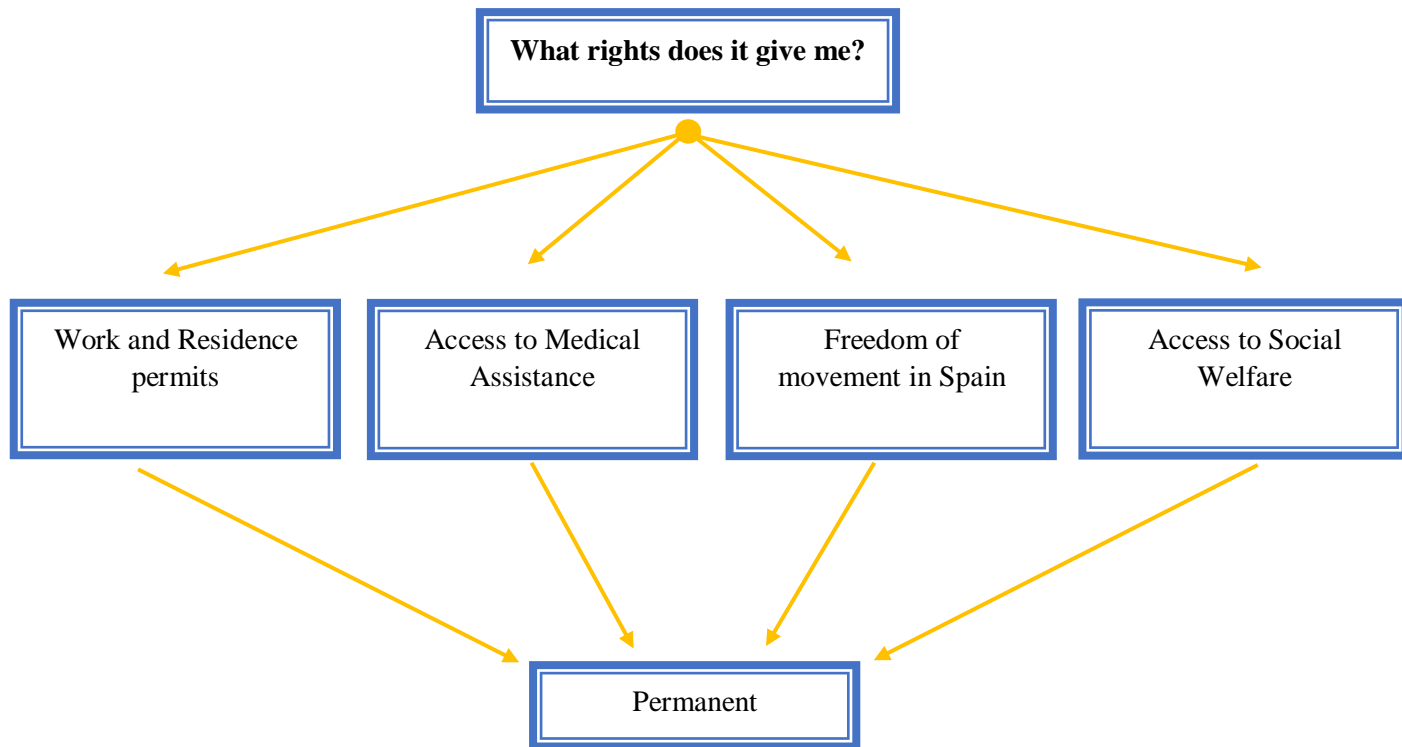 What rights does it give me?
Work and Residence
permits
Access to Medical
Assistance
Freedom of
movement in Spain
Access to Social
Welfare
Permanent